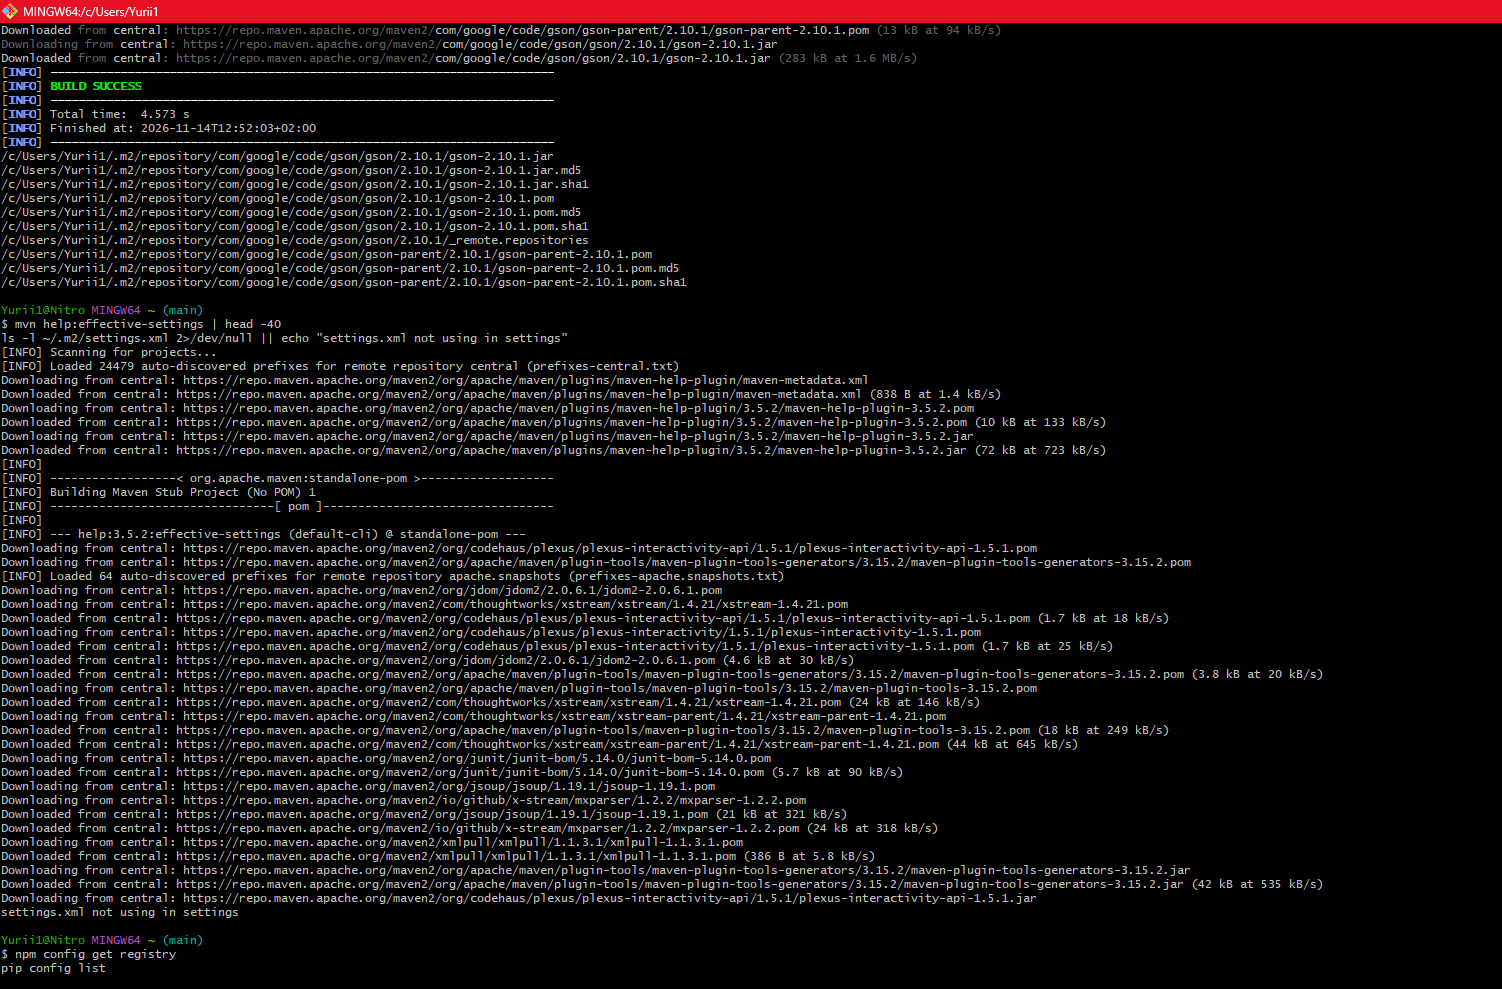 MINGW64:/c/Users/Yurii1
Downloaded from central: https://repo.maven.apache.org/maven2/com/google/code/gson/gson-parent/2.10.1/gson-parent-2.10.1.pom (13 kB at 94 kB/s)
Downloading from central: https://repo.maven.apache.org/maven2/com/google/code/gson/gson/2.10.1/gson-2.10.1.jar
Downloaded from central: https://repo.maven.apache.org/maven2/com/google/code/gson/gson/2.10.1/gson-2.10.1.jar (283 kB at 1.6 MB/s)
[INFO] ------------------------------------------------------------------------
[INFO] BUILD SUCCESS
[INFO] ------------------------------------------------------------------------
[INFO] Total time:  4.573 s
[INFO] Finished at: 2026-11-14T12:52:03+02:00
[INFO] ------------------------------------------------------------------------
/c/Users/Yurii1/.m2/repository/com/google/code/gson/gson/2.10.1/gson-2.10.1.jar
/c/Users/Yurii1/.m2/repository/com/google/code/gson/gson/2.10.1/gson-2.10.1.jar.md5
/c/Users/Yurii1/.m2/repository/com/google/code/gson/gson/2.10.1/gson-2.10.1.jar.sha1
/c/Users/Yurii1/.m2/repository/com/google/code/gson/gson/2.10.1/gson-2.10.1.pom
/c/Users/Yurii1/.m2/repository/com/google/code/gson/gson/2.10.1/gson-2.10.1.pom.md5
/c/Users/Yurii1/.m2/repository/com/google/code/gson/gson/2.10.1/gson-2.10.1.pom.sha1
/c/Users/Yurii1/.m2/repository/com/google/code/gson/gson/2.10.1/_remote.repositories
/c/Users/Yurii1/.m2/repository/com/google/code/gson/gson-parent/2.10.1/gson-parent-2.10.1.pom
/c/Users/Yurii1/.m2/repository/com/google/code/gson/gson-parent/2.10.1/gson-parent-2.10.1.pom.md5
/c/Users/Yurii1/.m2/repository/com/google/code/gson/gson-parent/2.10.1/gson-parent-2.10.1.pom.sha1
Yurii1@Nitro MINGW64 ~ (main)
$ mvn help:effective-settings | head -40
ls -l ~/.m2/settings.xml 2>/dev/null || echo "settings.xml not using in settings"
[INFO] Scanning for projects...
[INFO] Loaded 24479 auto-discovered prefixes for remote repository central (prefixes-central.txt)
Downloading from central: https://repo.maven.apache.org/maven2/org/apache/maven/plugins/maven-help-plugin/maven-metadata.xml
Downloaded from central: https://repo.maven.apache.org/maven2/org/apache/maven/plugins/maven-help-plugin/maven-metadata.xml (838 B at 1.4 kB/s)
Downloading from central: https://repo.maven.apache.org/maven2/org/apache/maven/plugins/maven-help-plugin/3.5.2/maven-help-plugin-3.5.2.pom
Downloaded from central: https://repo.maven.apache.org/maven2/org/apache/maven/plugins/maven-help-plugin/3.5.2/maven-help-plugin-3.5.2.pom (10 kB at 133 kB/s)
Downloading from central: https://repo.maven.apache.org/maven2/org/apache/maven/plugins/maven-help-plugin/3.5.2/maven-help-plugin-3.5.2.jar
Downloaded from central: https://repo.maven.apache.org/maven2/org/apache/maven/plugins/maven-help-plugin/3.5.2/maven-help-plugin-3.5.2.jar (72 kB at 723 kB/s)
[INFO]
[INFO] ------------------< org.apache.maven:standalone-pom >-------------------
[INFO] Building Maven Stub Project (No POM) 1
[INFO] --------------------------------[ pom ]---------------------------------
[INFO]
[INFO] --- help:3.5.2:effective-settings (default-cli) @ standalone-pom ---
Downloading from central: https://repo.maven.apache.org/maven2/org/codehaus/plexus/plexus-interactivity-api/1.5.1/plexus-interactivity-api-1.5.1.pom
Downloading from central: https://repo.maven.apache.org/maven2/org/apache/maven/plugin-tools/maven-plugin-tools-generators/3.15.2/maven-plugin-tools-generators-3.15.2.pom
[INFO] Loaded 64 auto-discovered prefixes for remote repository apache.snapshots (prefixes-apache.snapshots.txt)
Downloading from central: https://repo.maven.apache.org/maven2/org/jdom/jdom2/2.0.6.1/jdom2-2.0.6.1.pom
Downloading from central: https://repo.maven.apache.org/maven2/com/thoughtworks/xstream/xstream/1.4.21/xstream-1.4.21.pom
Downloaded from central: https://repo.maven.apache.org/maven2/org/codehaus/plexus/plexus-interactivity-api/1.5.1/plexus-interactivity-api-1.5.1.pom (1.7 kB at 18 kB/s)
Downloading from central: https://repo.maven.apache.org/maven2/org/codehaus/plexus/plexus-interactivity/1.5.1/plexus-interactivity-1.5.1.pom
Downloaded from central: https://repo.maven.apache.org/maven2/org/codehaus/plexus/plexus-interactivity/1.5.1/plexus-interactivity-1.5.1.pom (1.7 kB at 25 kB/s)
Downloaded from central: https://repo.maven.apache.org/maven2/org/jdom/jdom2/2.0.6.1/jdom2-2.0.6.1.pom (4.6 kB at 30 kB/s)
Downloaded from central: https://repo.maven.apache.org/maven2/org/apache/maven/plugin-tools/maven-plugin-tools-generators/3.15.2/maven-plugin-tools-generators-3.15.2.pom (3.8 kB at 20 kB/s)
Downloading from central: https://repo.maven.apache.org/maven2/org/apache/maven/plugin-tools/maven-plugin-tools/3.15.2/maven-plugin-tools-3.15.2.pom
Downloaded from central: https://repo.maven.apache.org/maven2/com/thoughtworks/xstream/xstream/1.4.21/xstream-1.4.21.pom (24 kB at 146 kB/s)
Downloading from central: https://repo.maven.apache.org/maven2/com/thoughtworks/xstream/xstream-parent/1.4.21/xstream-parent-1.4.21.pom
Downloaded from central: https://repo.maven.apache.org/maven2/org/apache/maven/plugin-tools/maven-plugin-tools/3.15.2/maven-plugin-tools-3.15.2.pom (18 kB at 249 kB/s)
Downloaded from central: https://repo.maven.apache.org/maven2/com/thoughtworks/xstream/xstream-parent/1.4.21/xstream-parent-1.4.21.pom (44 kB at 645 kB/s)
Downloading from central: https://repo.maven.apache.org/maven2/org/junit/junit-bom/5.14.0/junit-bom-5.14.0.pom
Downloaded from central: https://repo.maven.apache.org/maven2/org/junit/junit-bom/5.14.0/junit-bom-5.14.0.pom (5.7 kB at 90 kB/s)
Downloading from central: https://repo.maven.apache.org/maven2/org/jsoup/jsoup/1.19.1/jsoup-1.19.1.pom
Downloading from central: https://repo.maven.apache.org/maven2/io/github/x-stream/mxparser/1.2.2/mxparser-1.2.2.pom
Downloaded from central: https://repo.maven.apache.org/maven2/org/jsoup/jsoup/1.19.1/jsoup-1.19.1.pom (21 kB at 321 kB/s)
Downloaded from central: https://repo.maven.apache.org/maven2/io/github/x-stream/mxparser/1.2.2/mxparser-1.2.2.pom (24 kB at 318 kB/s)
Downloading from central: https://repo.maven.apache.org/maven2/xmlpull/xmlpull/1.1.3.1/xmlpull-1.1.3.1.pom
Downloaded from central: https://repo.maven.apache.org/maven2/xmlpull/xmlpull/1.1.3.1/xmlpull-1.1.3.1.pom (386 B at 5.8 kB/s)
Downloading from central: https://repo.maven.apache.org/maven2/org/apache/maven/plugin-tools/maven-plugin-tools-generators/3.15.2/maven-plugin-tools-generators-3.15.2.jar
Downloaded from central: https://repo.maven.apache.org/maven2/org/apache/maven/plugin-tools/maven-plugin-tools-generators/3.15.2/maven-plugin-tools-generators-3.15.2.jar (42 kB at 535 kB/s)
Downloading from central: https://repo.maven.apache.org/maven2/org/codehaus/plexus/plexus-interactivity-api/1.5.1/plexus-interactivity-api-1.5.1.jar
settings.xml not using in settings
Yurii1@Nitro MINGW64 ~ (main)
$ npm config get registry
pip config list